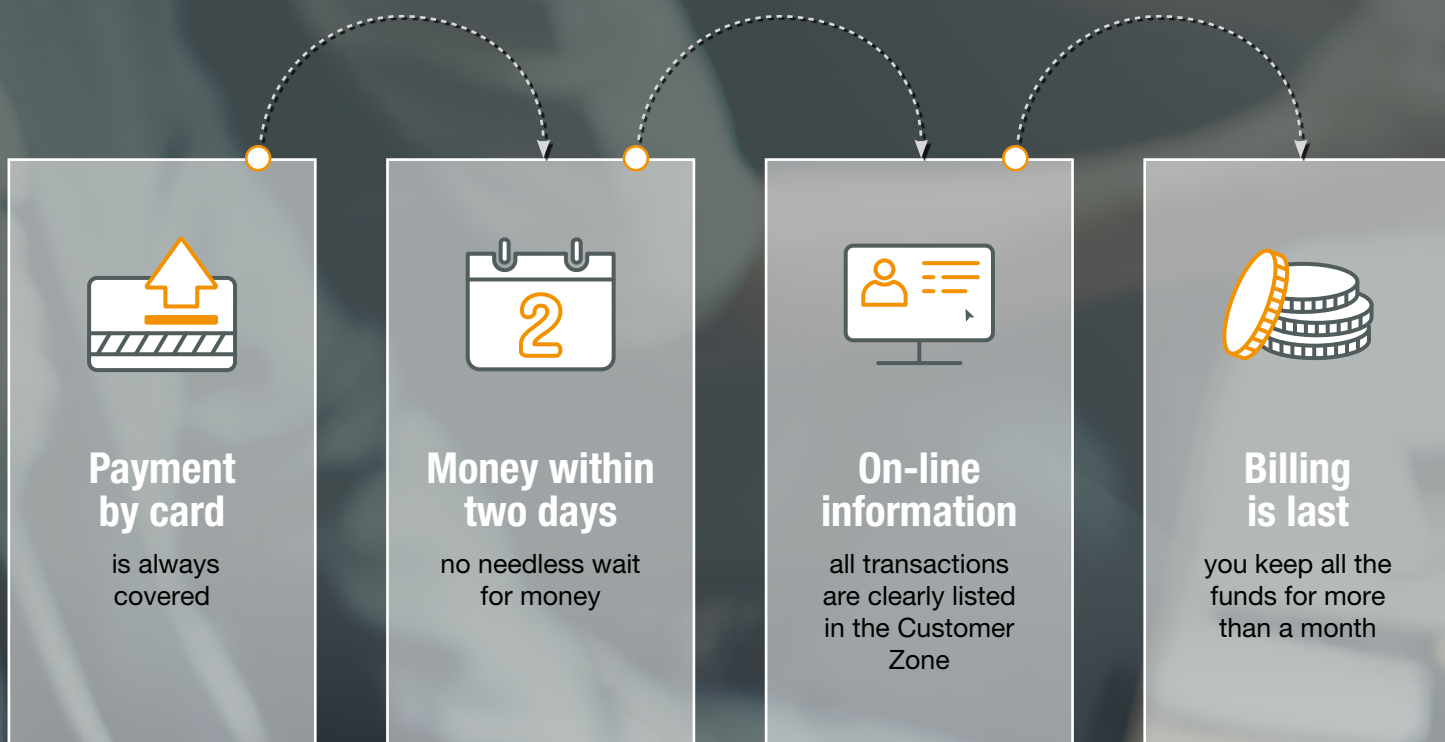 Payment
by card
is always
covered
2
Money within
two days
no needless wait
for money
On-line
information
all transactions
are clearly listed
in the Customer
Zone
Billing
is last
you keep all the
funds for more
than a month